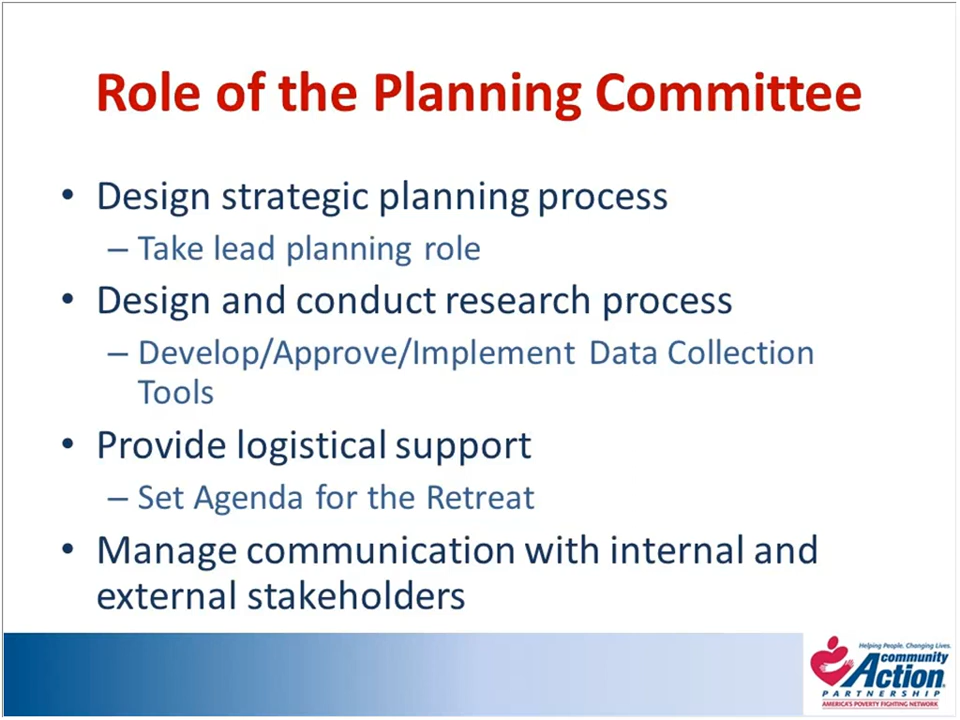 Role of the Planning Committee
• Design strategic planning process
– Take lead planning role
• Design and conduct research process
– Develop/Approve/Implement Data Collection
Tools
• Provide logistical support
– Set Agenda for the Retreat
• Manage communication with internal and
external stakeholders
Helping People. Changing Lives.
community
Action
PARTNERSHIP
AMERICA'S POVERTY FIGHTING NETWORK